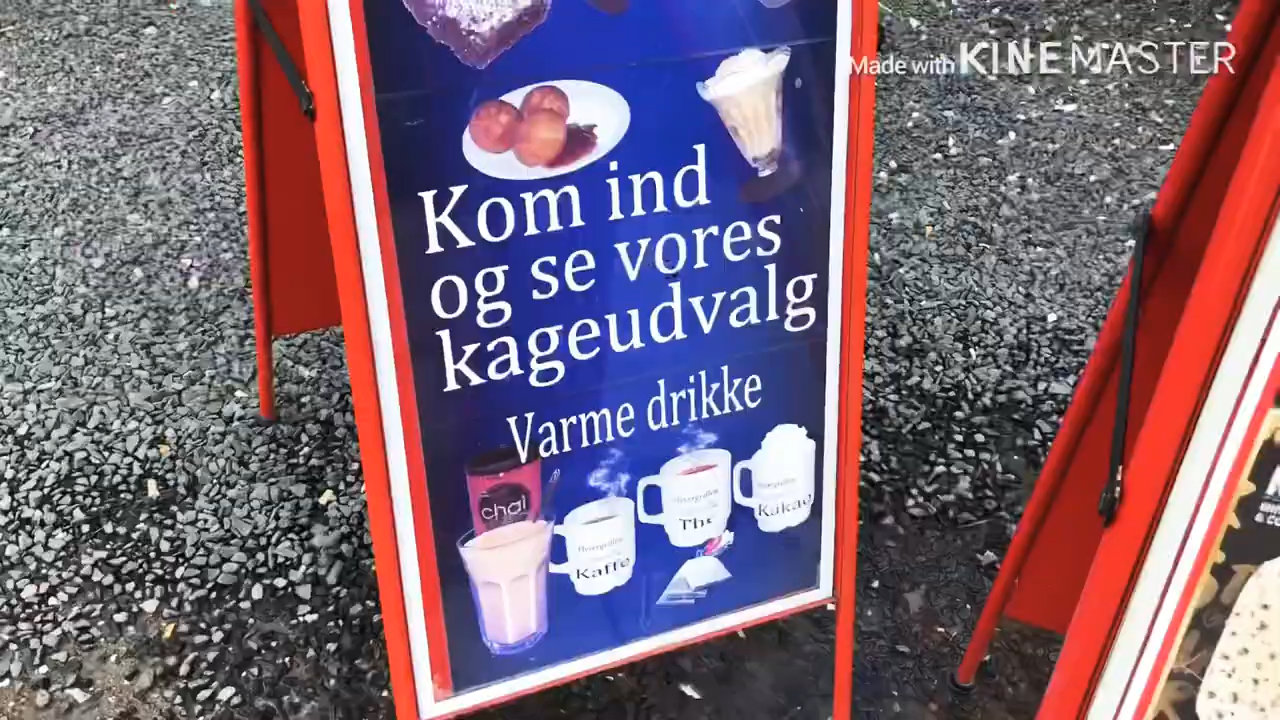 Made with KINEMASTER
Kom ind
og se vores
kageudvalg
Varme drikke
chai
Kaffe
The
Kakao